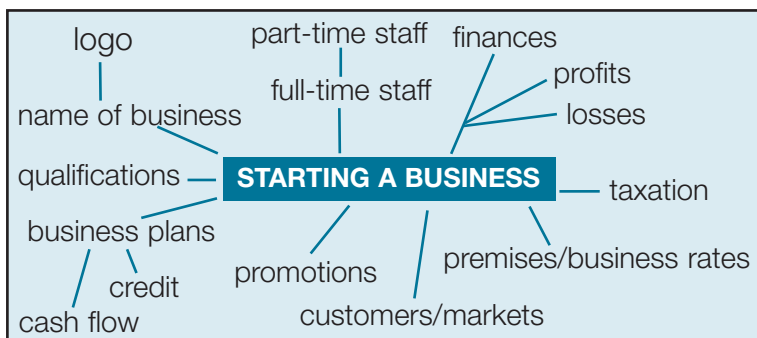 logo
part-time staff
finances
profits
full-time staff
losses
name of business
qualifications
STARTING A BUSINESS
taxation
business plans
promotions
premises/business rates
credit
cash flow
customers/markets